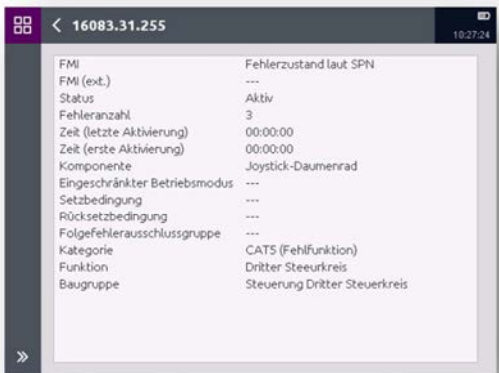 16083.31.255
10:27:24
FMI Fehlerzustand laut SPN
FMI (ext.) ---
Status Aktiv
Fehleranzahl 3
Zeit (letzte Aktivierung) 00:00:00
Zeit (erste Aktivierung) 00:00:00
Komponente Joystick-Daumenrad
Eingeschränkter Betriebsmodus ---
Setzbedingung ---
Rücksetzbedingung ---
Folgefehlerausschlussgruppe ---
Kategorie CAT5 (Fehlfunktion)
Funktion Dritter Steeurkreis
Baugruppe Steuerung Dritter Steuerkreis